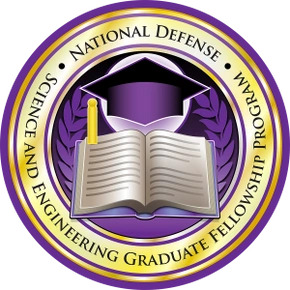 • National Defense •
Science and Engineering Graduate Fellowship Program